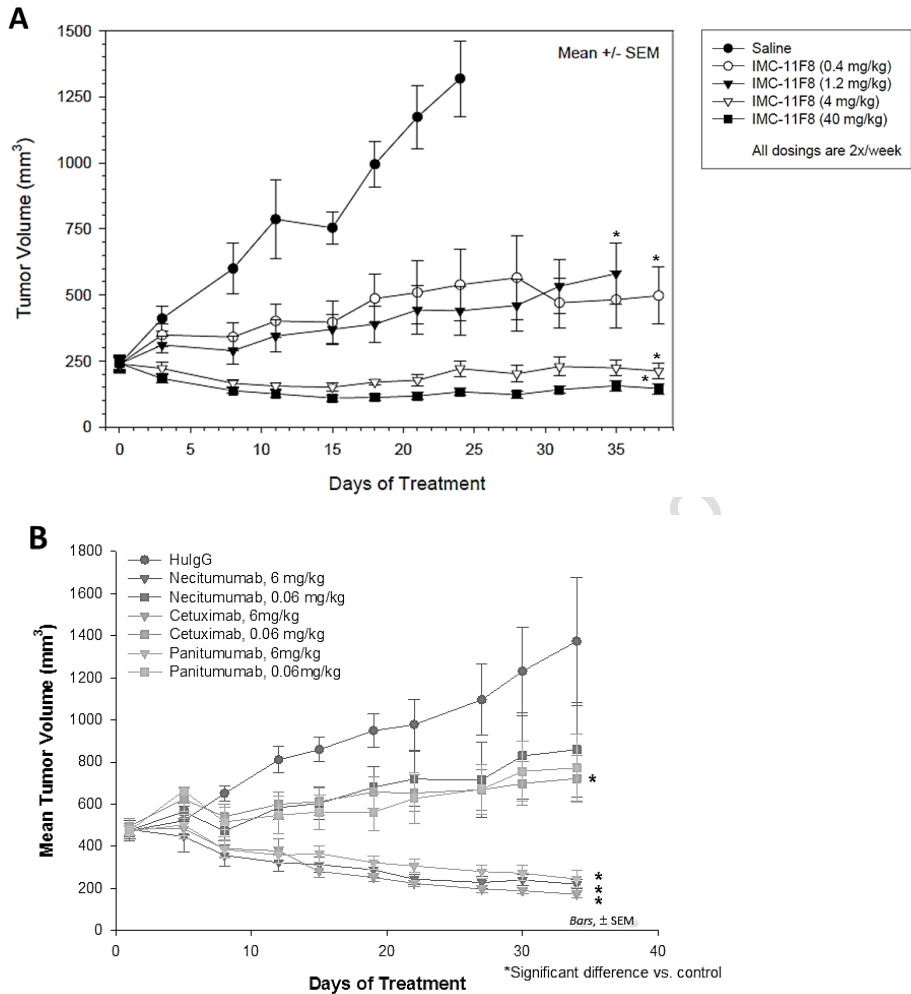 A
Mean +/- SEM
Saline
IMC-11F8 (0.4 mg/kg)
IMC-11F8 (1.2 mg/kg)
IMC-11F8 (4 mg/kg)
IMC-11F8 (40 mg/kg)
All dosings are 2x/week
Tumor Volume (mm³)
1500
1250
1000
750
500
250
0
* * * *
0 5 10 15 20 25 30 35
Days of Treatment
B
HuIgG
Necitumumab, 6 mg/kg
Necitumumab, 0.06 mg/kg
Cetuximab, 6mg/kg
Cetuximab, 0.06 mg/kg
Panitumumab, 6mg/kg
Panitumumab, 0.06mg/kg
Mean Tumor Volume (mm³)
1800
1600
1400
1200
1000
800
600
400
200
0
*
*
*
*
Bars, ± SEM
0 10 20 30 40
Days of Treatment
*Significant difference vs. control